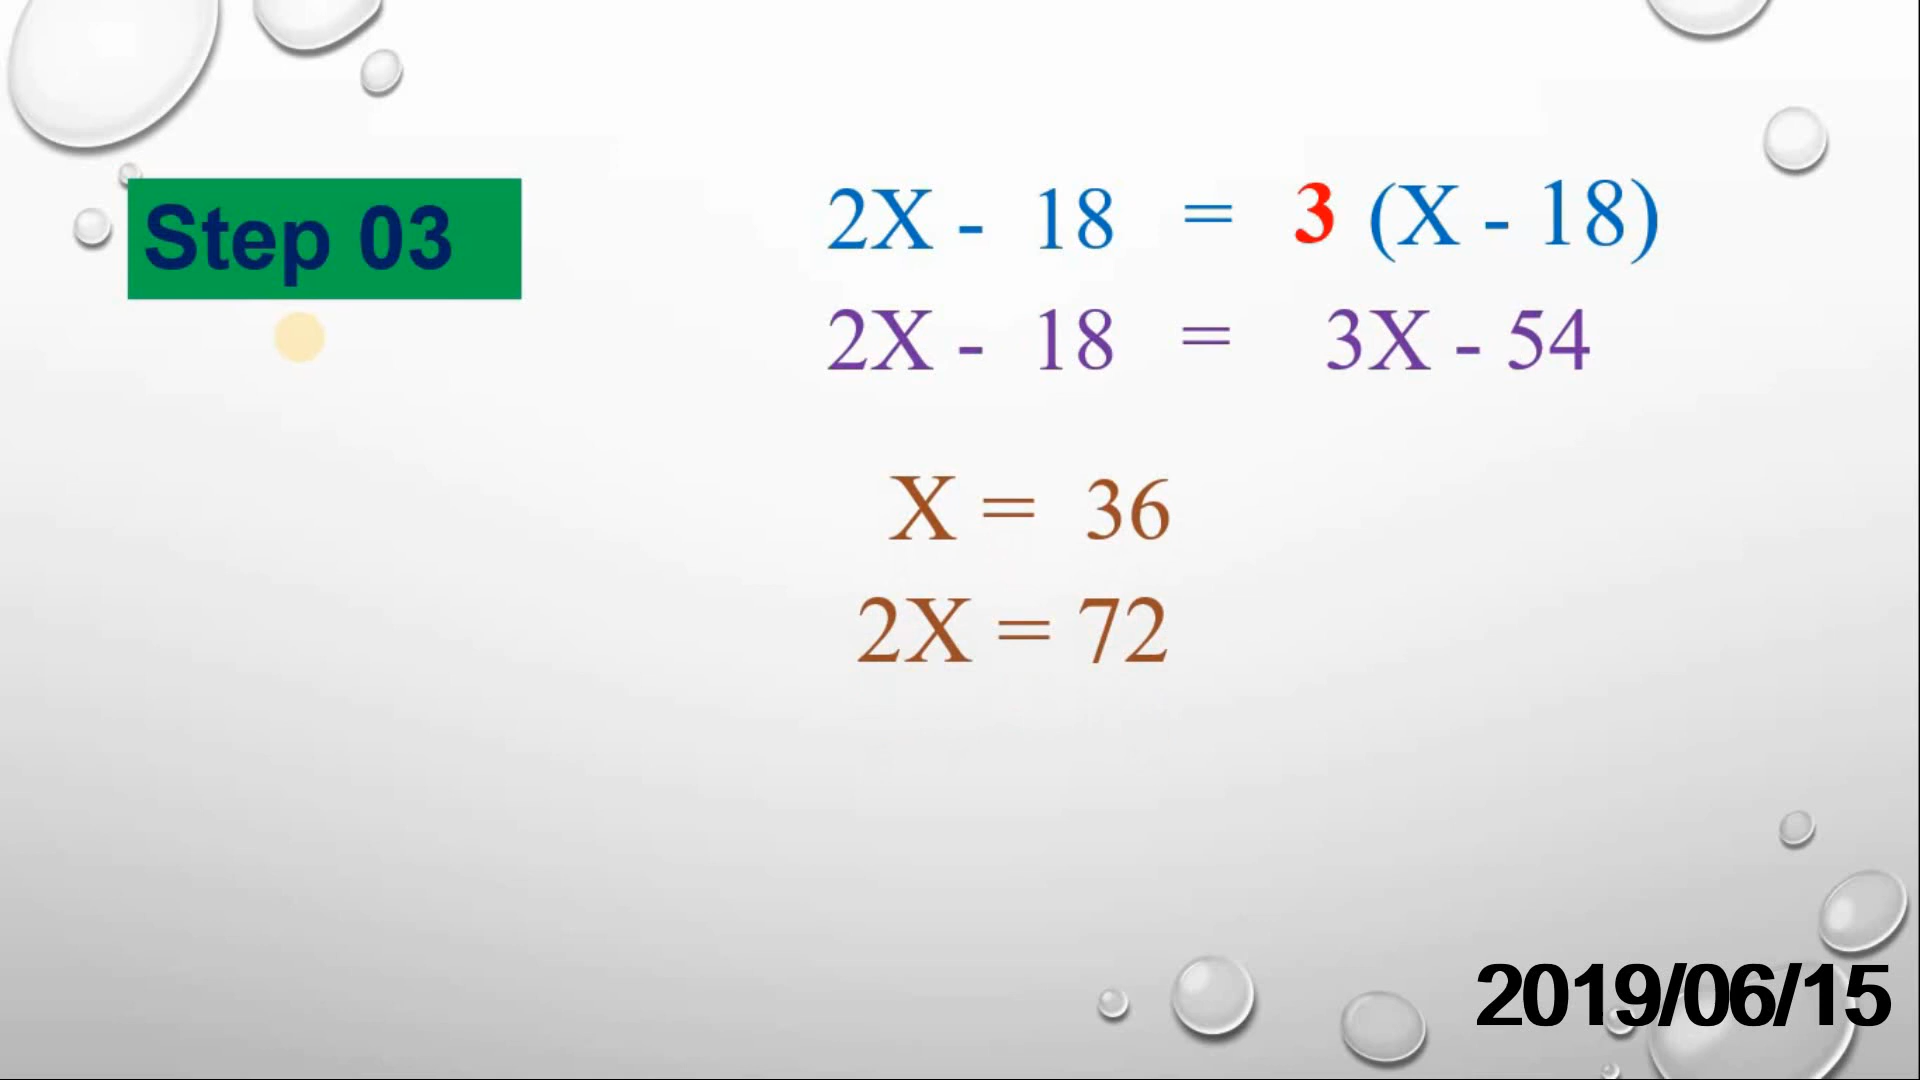 Step 03
2X - 18 = 3 (X - 18)
2X - 18 = 3X - 54
X = 36
2X = 72
2019/06/15